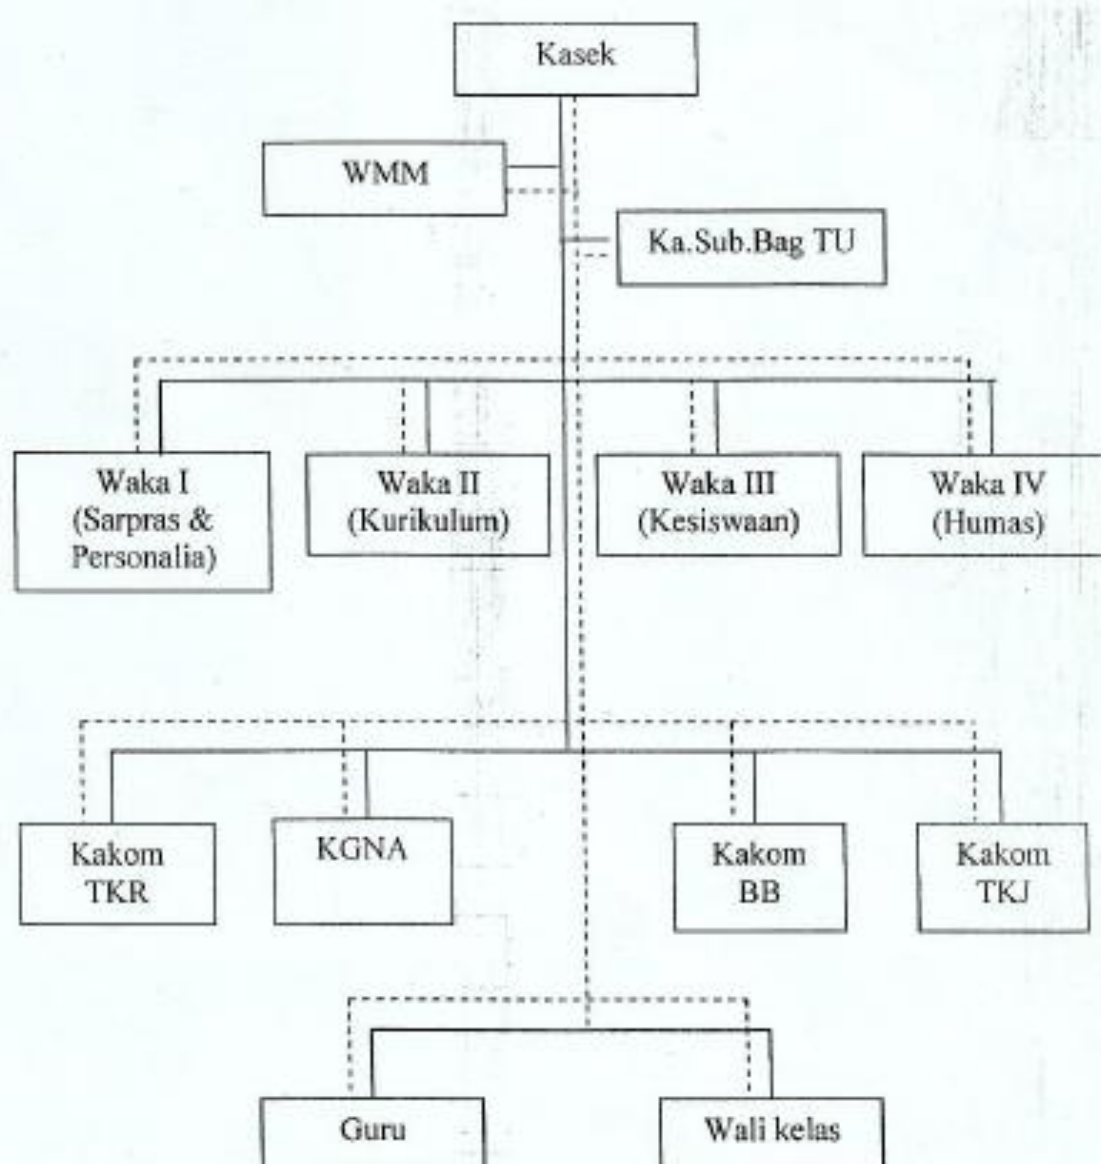 Kasek
WMM
Ka.Sub.Bag TU
Waka I
(Sarpras &
Personalia)
Waka II
(Kurikulum)
Waka III
(Kesiswaan)
Waka IV
(Humas)
Kakom
TKR
KGNA
Kakom
BB
Kakom
TKJ
Guru
Wali kelas